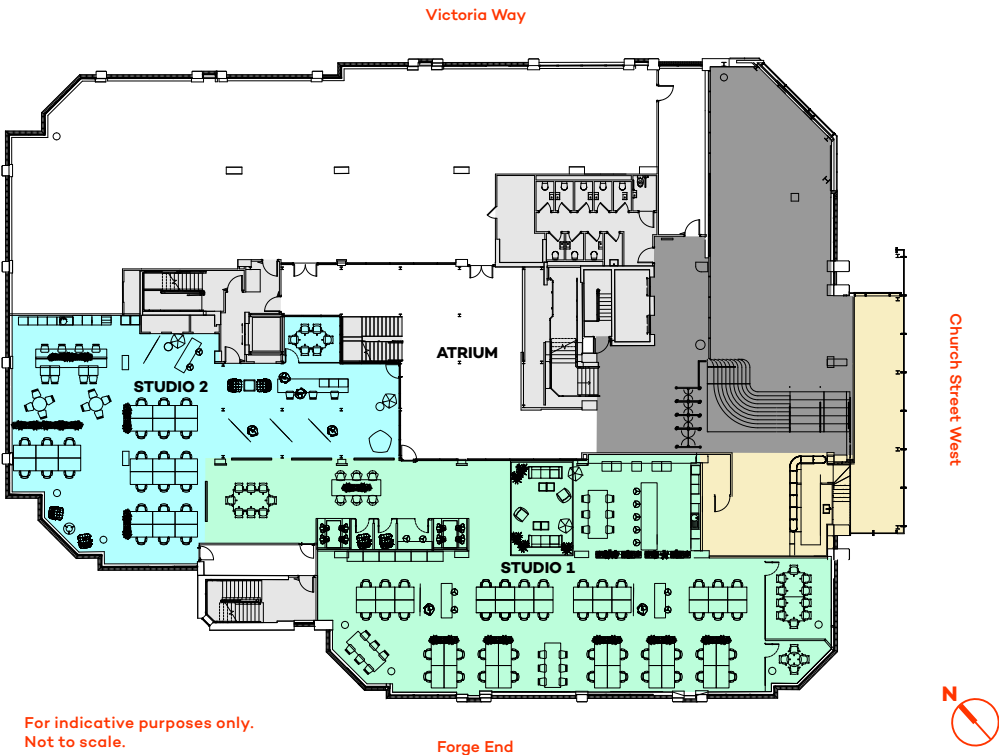 Victoria Way
ATRIUM
STUDIO 2
Church Street West
STUDIO 1
For indicative purposes only.
Not to scale.
Forge End
N